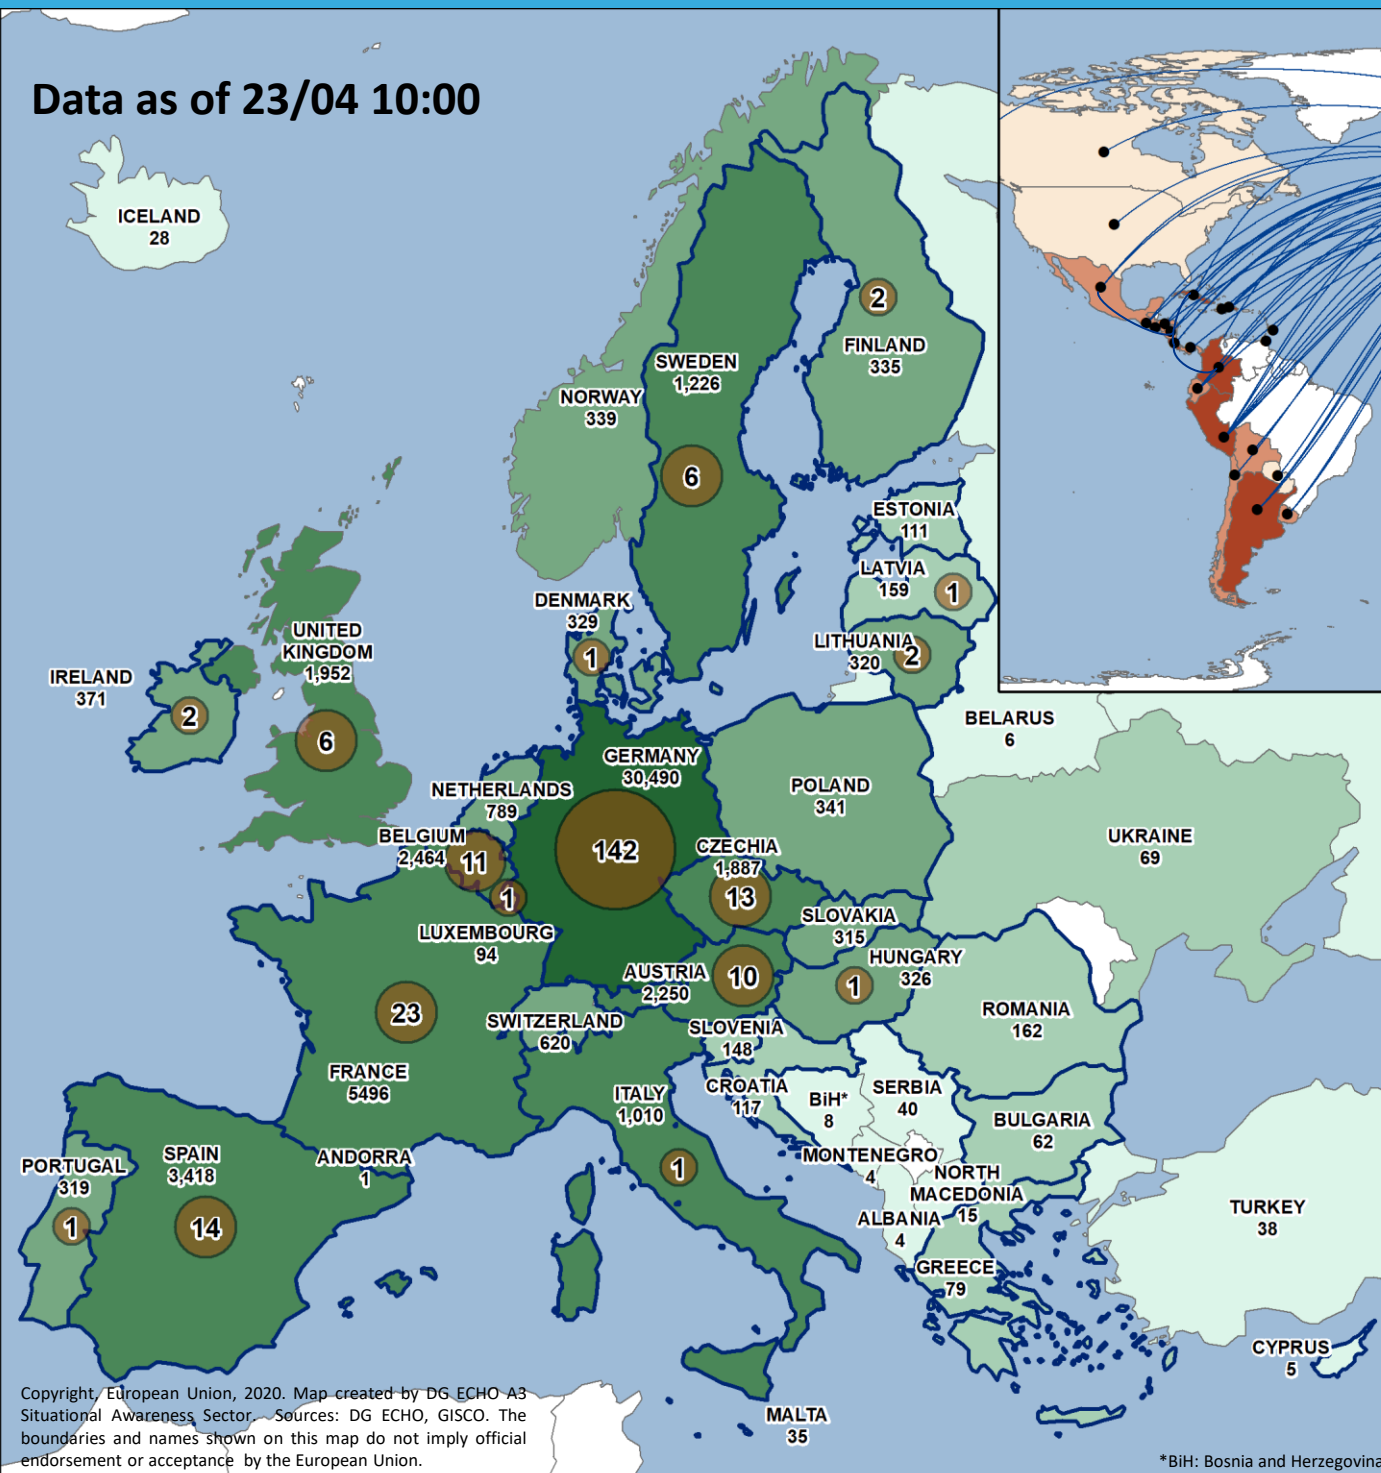 Data as of 23/04 10:00
ICELAND
28
2
FINLAND
335
SWEDEN
1,226
NORWAY
339
6
ESTONIA
111
LATVIA
159
1
DENMARK
329
1
LITHUANIA
320
2
UNITED
KINGDOM
1,952
6
IRELAND
371
2
BELARUS
6
GERMANY
30,490
142
NETHERLANDS
789
POLAND
341
BELGIUM
2,464
11
CZECHIA
1,887
13
UKRAINE
69
1
LUXEMBOURG
94
SLOVAKIA
315
HUNGARY
326
1
AUSTRIA
2,250
10
23
FRANCE
5496
SWITZERLAND
620
SLOVENIA
148
ROMANIA
162
ITALY
1,010
1
CROATIA
117
BiH*
8
SERBIA
40
BULGARIA
62
PORTUGAL
319
1
SPAIN
3,418
14
ANDORRA
1
MONTENEGRO
4
NORTH
MACEDONIA
15
ALBANIA
4
TURKEY
38
GREECE
79
CYPRUS
5
MALTA
35
Copyright, European Union, 2020. Map created by DG ECHO A3
Situational Awareness Sector. Sources: DG ECHO, GISCO. The
boundaries and names shown on this map do not imply official
endorsement or acceptance by the European Union.
*BiH: Bosnia and Herzegovina